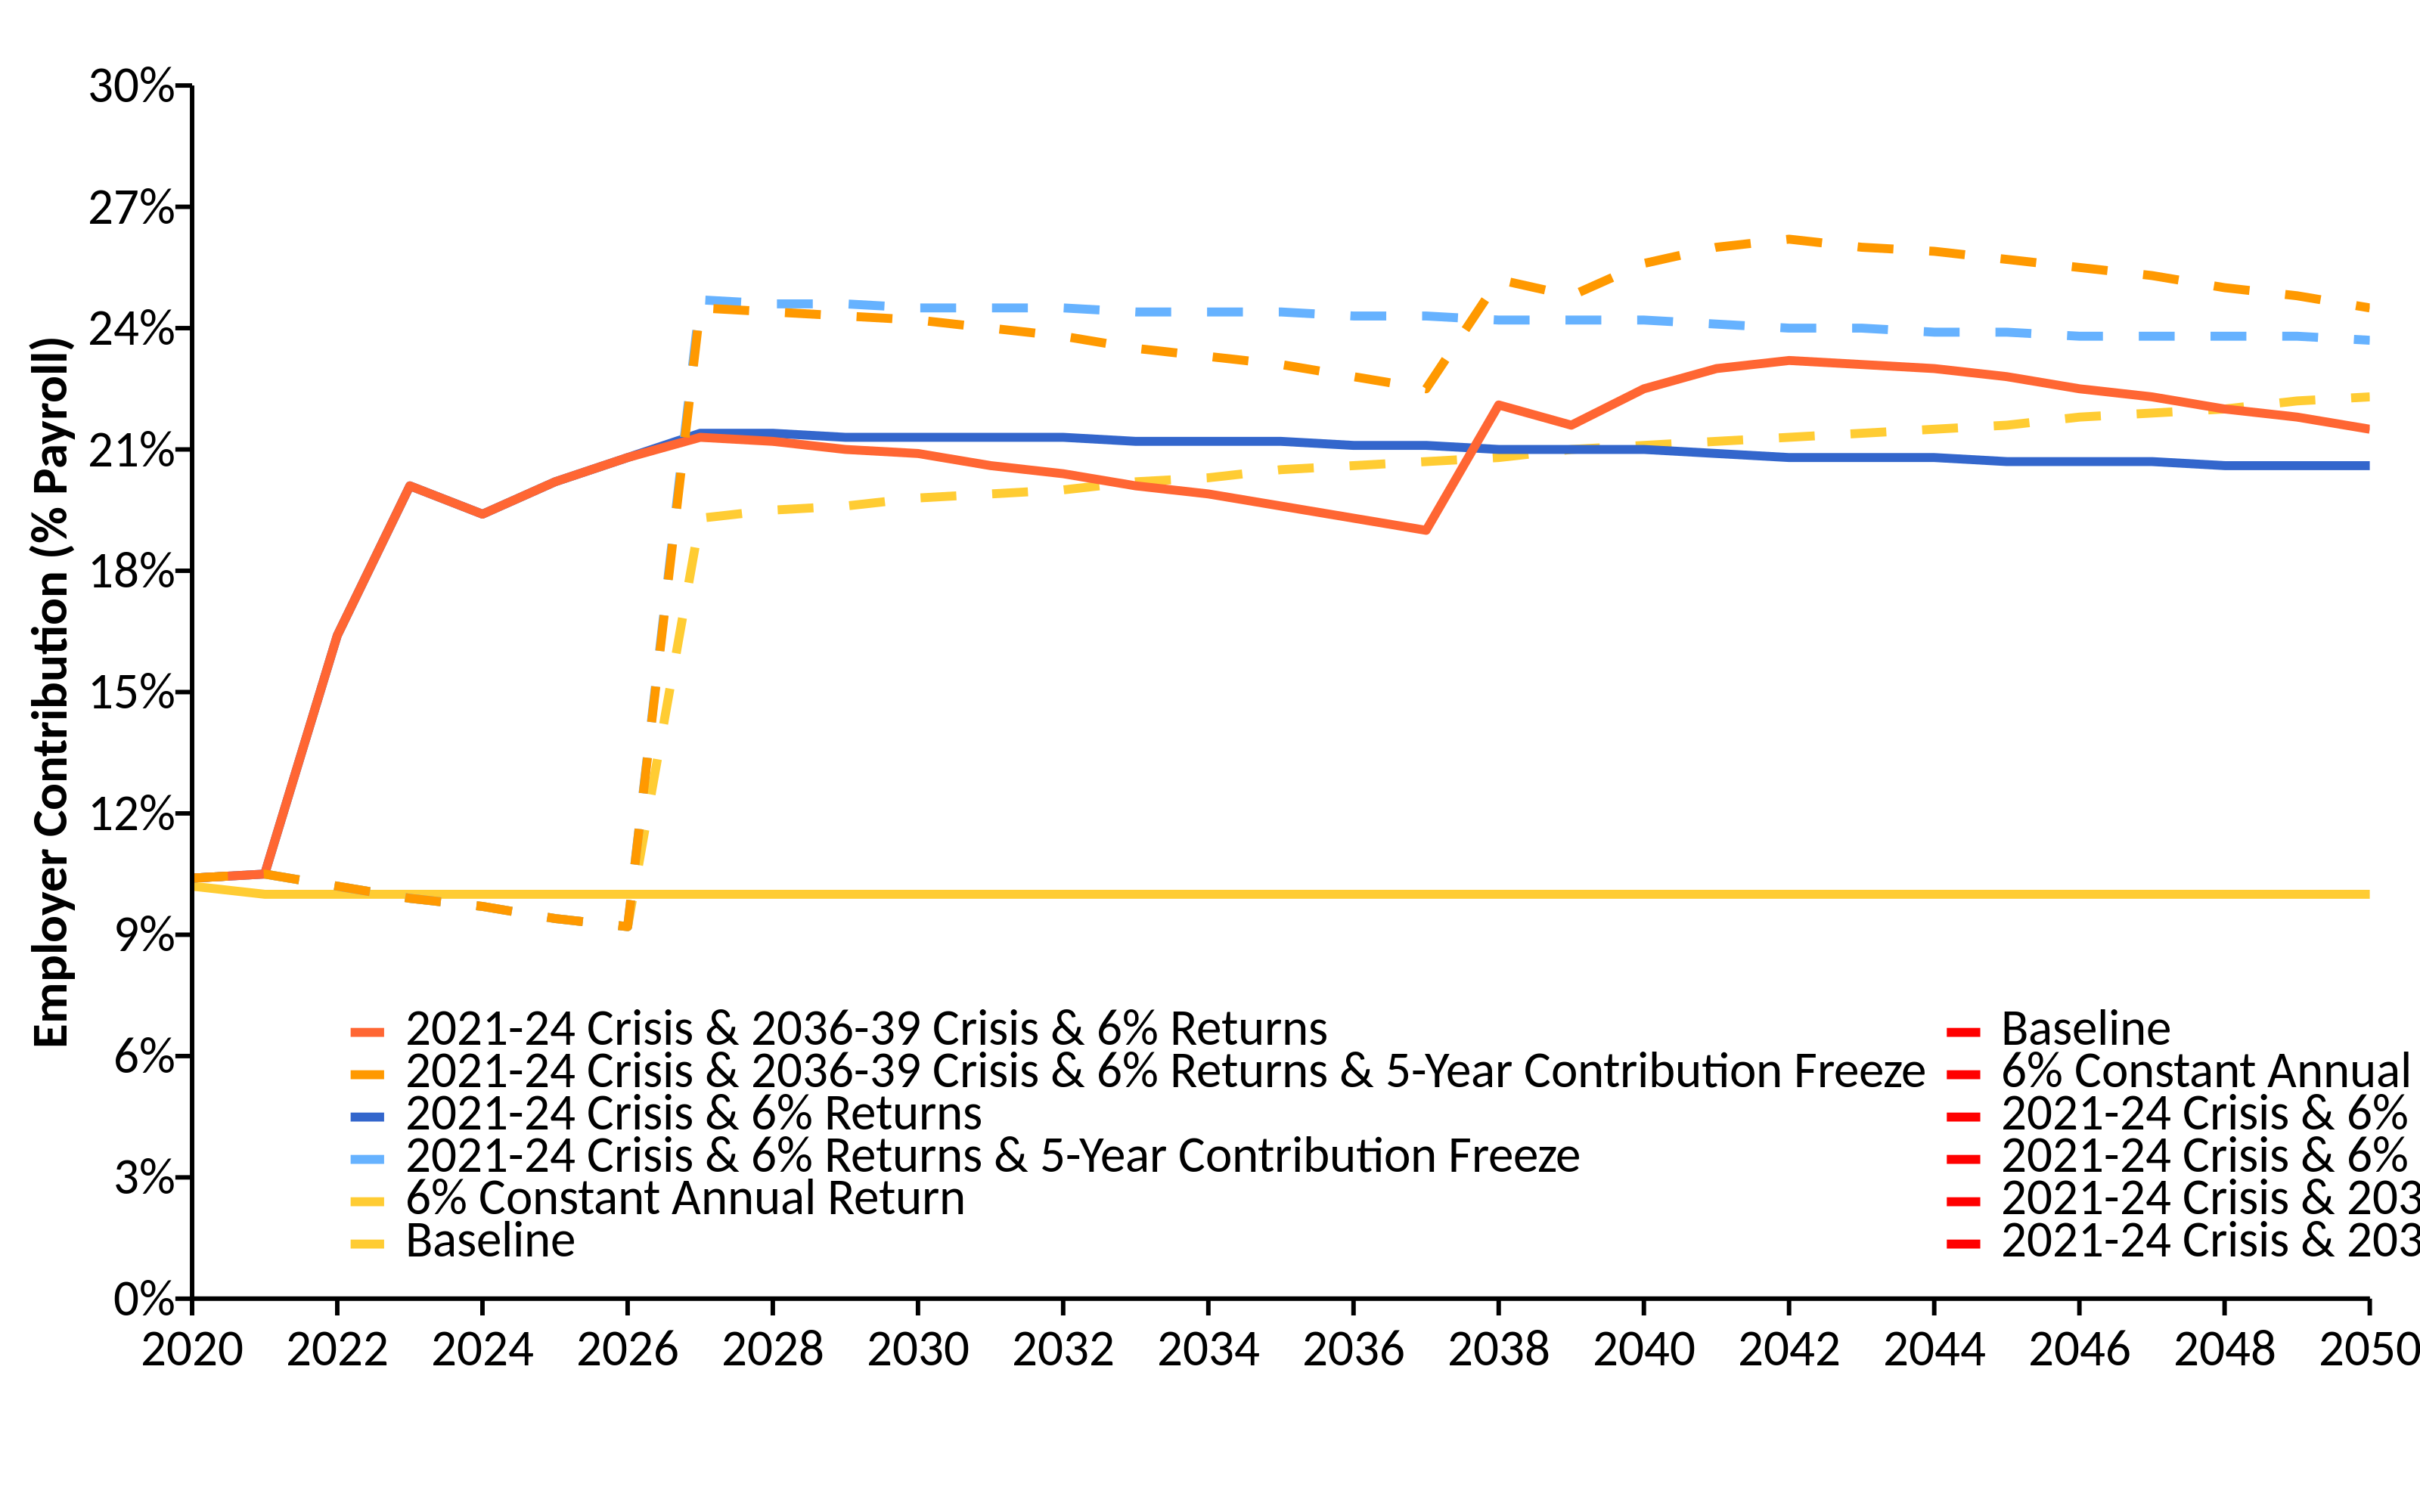 30%
27%
24%
21%
18%
15%
12%
9%
6%
3%
0%
Employer Contribution (% Payroll)
2021-24 Crisis & 2036-39 Crisis & 6% Returns
2021-24 Crisis & 2036-39 Crisis & 6% Returns & 5-Year Contribution Freeze
2021-24 Crisis & 6% Returns
2021-24 Crisis & 6% Returns & 5-Year Contribution Freeze
6% Constant Annual Return
Baseline
Baseline
6% Constant Annual
2021-24 Crisis & 6%
2021-24 Crisis & 6%
2021-24 Crisis & 203
2021-24 Crisis & 203
2020 2022 2024 2026 2028 2030 2032 2034 2036 2038 2040 2042 2044 2046 2048 2050